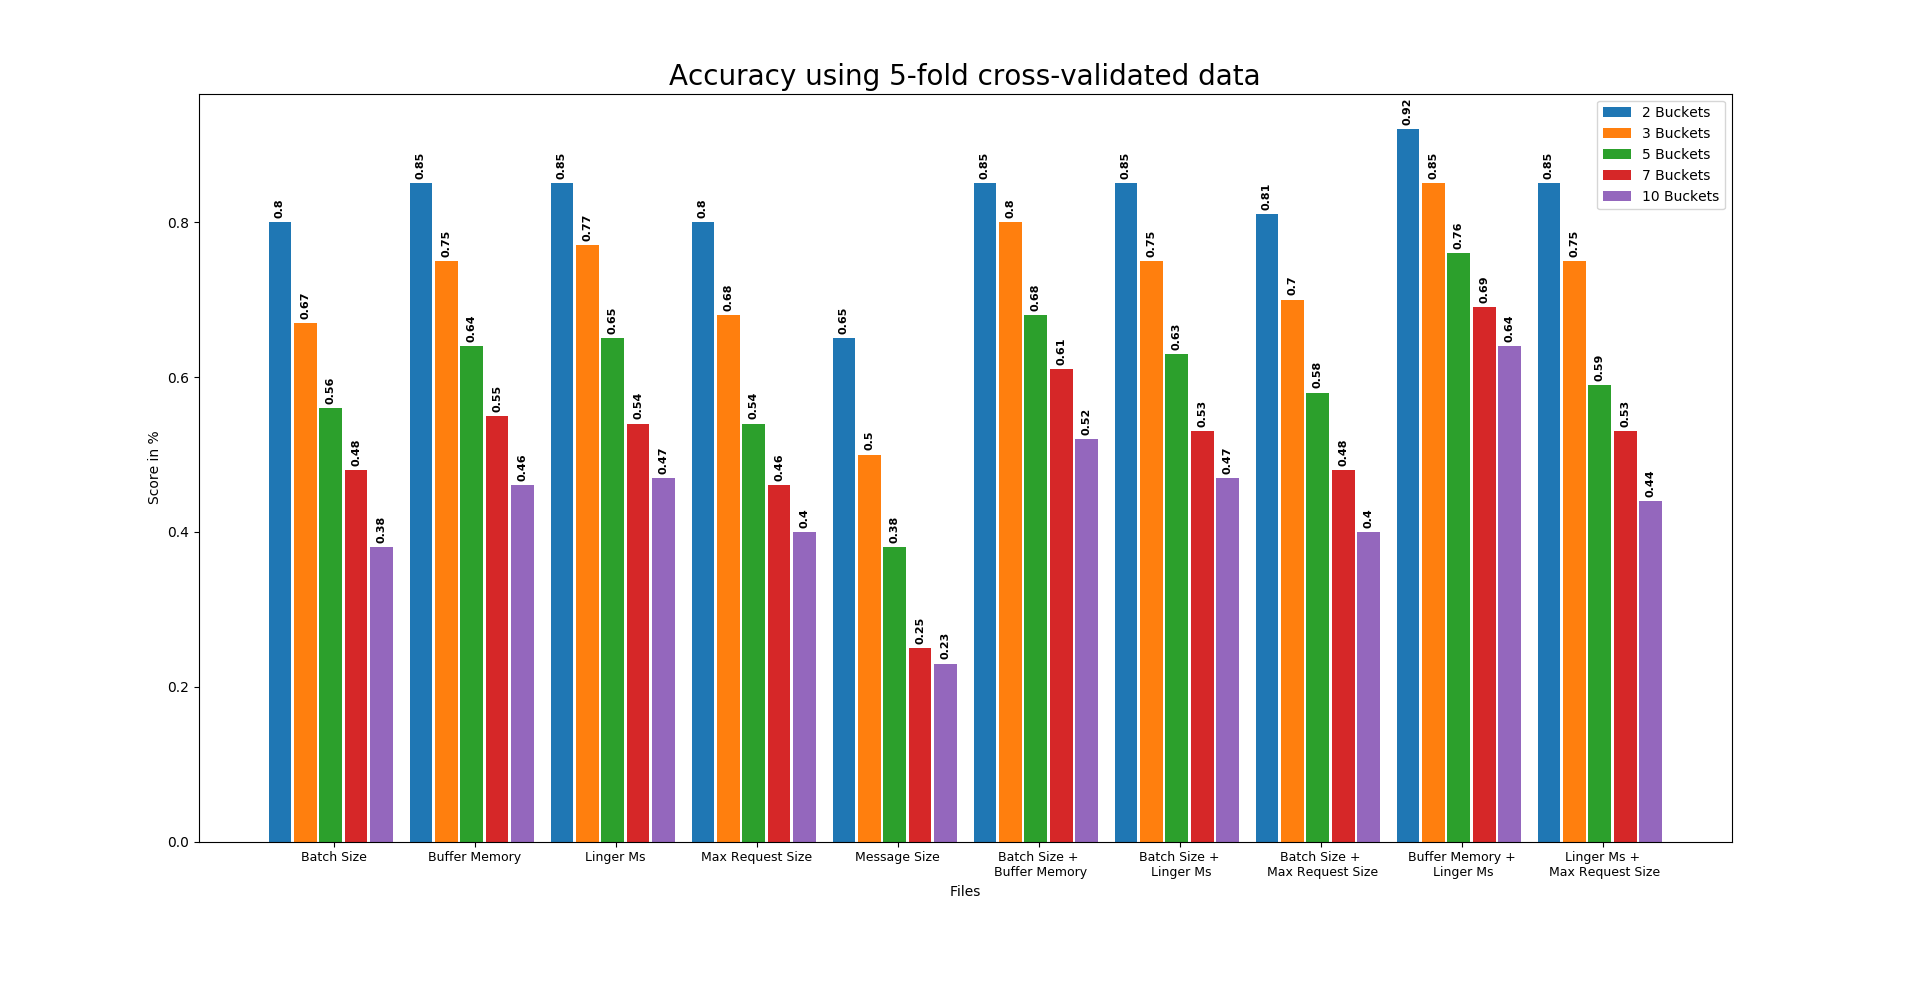 Accuracy using 5-fold cross-validated data
2 Buckets
3 Buckets
5 Buckets
7 Buckets
10 Buckets
Score in %
0.8
0.6
0.4
0.2
0.0
0.8
0.67
0.56
0.48
0.38
0.85
0.75
0.64
0.55
0.46
0.85
0.77
0.65
0.54
0.47
0.8
0.68
0.54
0.46
0.4
0.65
0.5
0.38
0.25
0.23
0.85
0.8
0.68
0.61
0.52
0.85
0.75
0.63
0.53
0.47
0.81
0.7
0.58
0.48
0.4
0.92
0.85
0.76
0.69
0.64
0.85
0.75
0.59
0.53
0.44
Batch Size
Buffer Memory
Linger Ms
Max Request Size
Message Size
Batch Size +
Buffer Memory
Batch Size +
Linger Ms
Batch Size +
Max Request Size
Buffer Memory +
Linger Ms
Linger Ms +
Max Request Size
Files